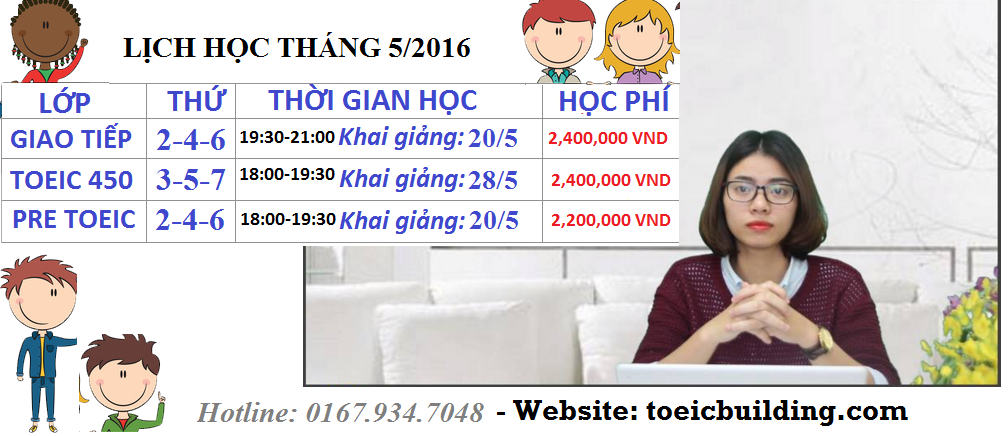 LỊCH HỌC THÁNG 5/2016
LỚP THỨ THỜI GIAN HỌC HỌC PHÍ
GIAO TIẾP 2-4-6 19:30-21:00 Khai giảng: 20/5 2,400,000 VND
TOEIC 450 3-5-7 18:00-19:30 Khai giảng: 28/5 2,400,000 VND
PRE TOEIC 2-4-6 18:00-19:30 Khai giảng: 20/5 2,200,000 VND
Hotline: 0167.934.7048 - Website: toeicbuilding.com